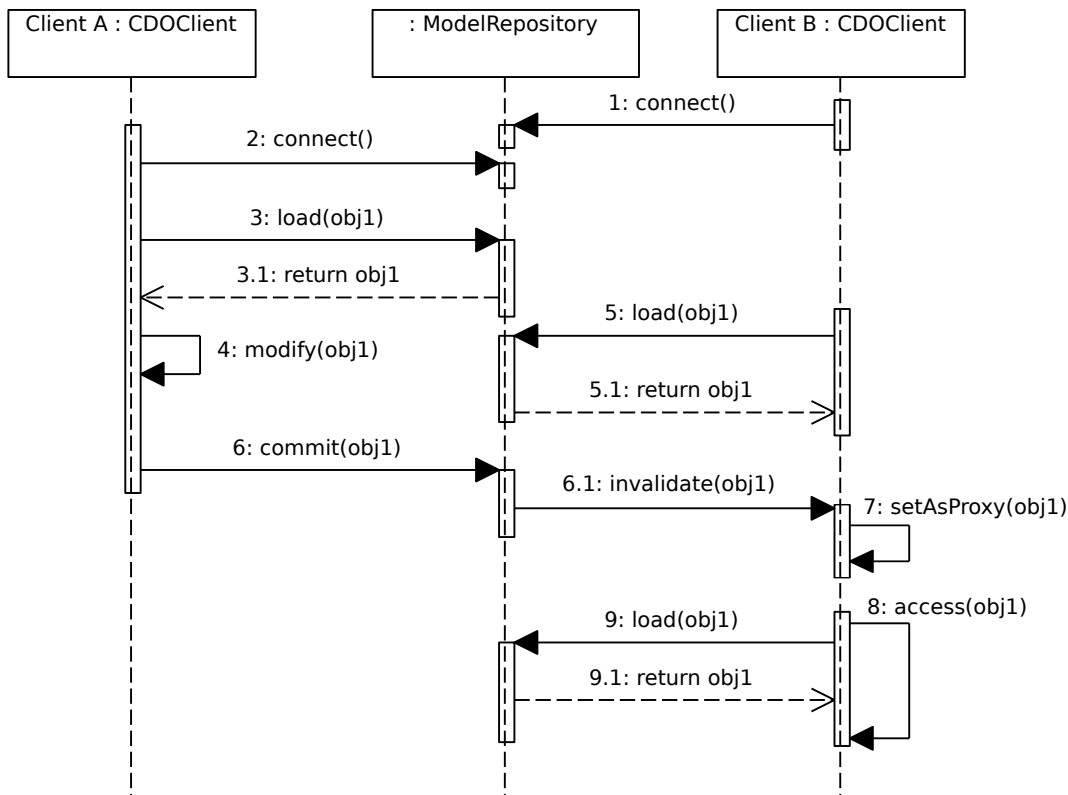 Client A : CDOClient
: ModelRepository
Client B : CDOClient
1: connect()
2: connect()
3: load(obj1)
3.1: return obj1
5: load(obj1)
4: modify(obj1)
5.1: return obj1
6: commit(obj1)
6.1: invalidate(obj1)
7: setAsProxy(obj1)
8: access(obj1)
9: load(obj1)
9.1: return obj1